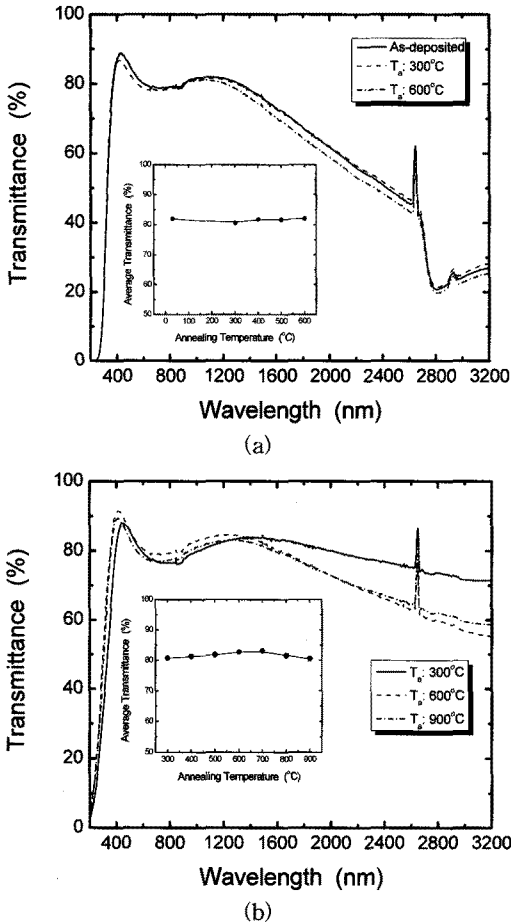 As-deposited
Tₐ: 300°C
Tₐ: 600°C
Transmittance (%)
100
80
60
40
20
0
Average Transmittance (%)
100
90
80
70
60
50
0 100 200 300 400 500 600
Annealing Temperature (°C)
400 800 1200 1600 2000 2400 2800 3200
Wavelength (nm)
(a)
Transmittance (%)
100
80
60
40
20
0
Average Transmittance (%)
100
90
80
70
60
50
300 400 500 600 700 800 900
Annealing Temperature (°C)
Tₐ: 300°C
Tₐ: 600°C
Tₐ: 900°C
400 800 1200 1600 2000 2400 2800 3200
Wavelength (nm)
(b)